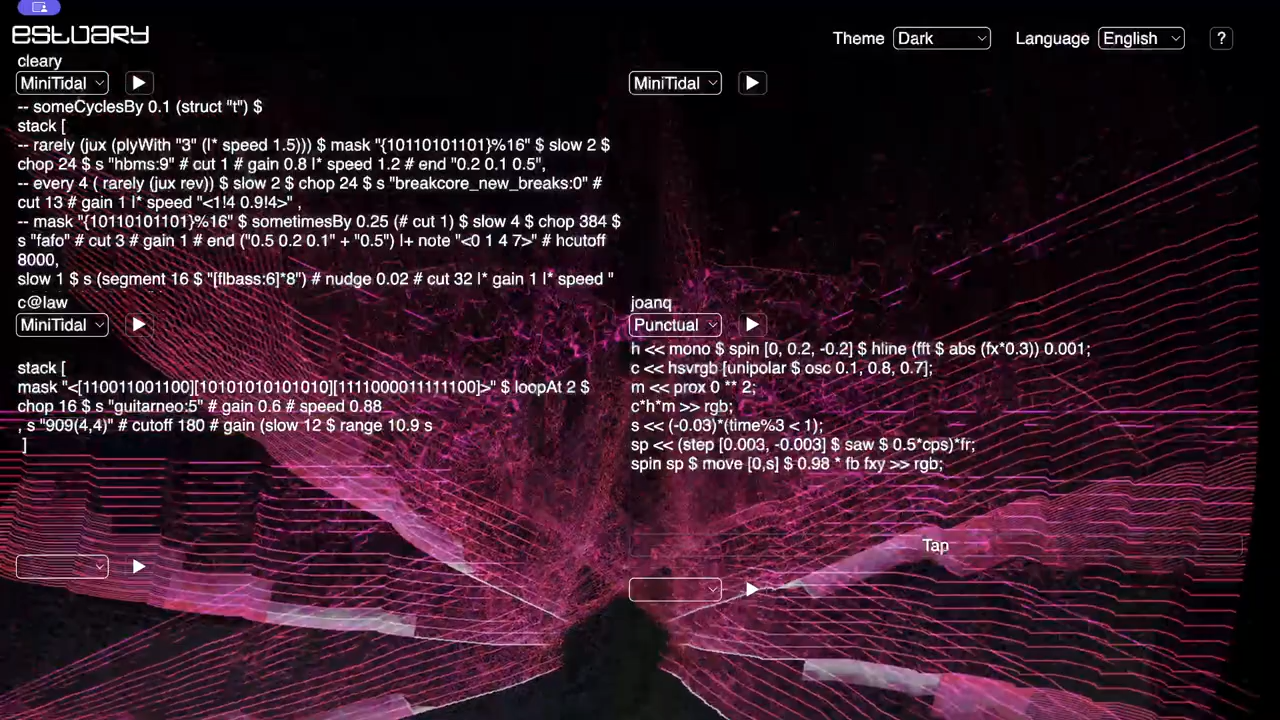 estuary
Theme Dark Language English ?
cleary
MiniTidal
-- someCyclesBy 0.1 (struct "t") $
stack [
-- rarely (jux (plyWith "3" (|* speed 1.5))) $ mask "{10110101101}%16" $ slow 2 $
chop 24 $ s "hbms:9" # cut 1 # gain 0.8 |* speed 1.2 # end "0.2 0.1 0.5",
-- every 4 ( rarely (jux rev)) $ slow 2 $ chop 24 $ s "breakcore_new_breaks:0" #
cut 13 # gain 1 |* speed "<1!4 0.9!4>" ,
-- mask "{10110101101}%16" $ sometimesBy 0.25 (# cut 1) $ slow 4 $ chop 384 $
s "fafo" # cut 3 # gain 1 # end ("0.5 0.2 0.1" + "0.5") |+ note "<0 1 4 7>" # hcutoff
8000,
slow 1 $ s (segment 16 $ "[flbass:6]*8") # nudge 0.02 # cut 32 |* gain 1 |* speed "
MiniTidal
c@law
MiniTidal
stack [
mask "<[110011001100][10101010101010][1111000011111100]>" $ loopAt 2 $
chop 16 $ s "guitarneo:5" # gain 0.6 # speed 0.88
, s "909(4,4)" # cutoff 180 # gain (slow 12 $ range 10.9 s
]
joanq
Punctual
h << mono $ spin [0, 0.2, -0.2] $ hline (fft $ abs (fx*0.3)) 0.001;
c << hsvrgb [unipolar $ osc 0.1, 0.8, 0.7];
m << prox 0 ** 2;
c*h*m >> rgb;
s << (-0.03)*(time%3 < 1);
sp << (step [0.003, -0.003] $ saw $ 0.5*cps)*fr;
spin sp $ move [0,s] $ 0.98 * fb fxy >> rgb;
Tap